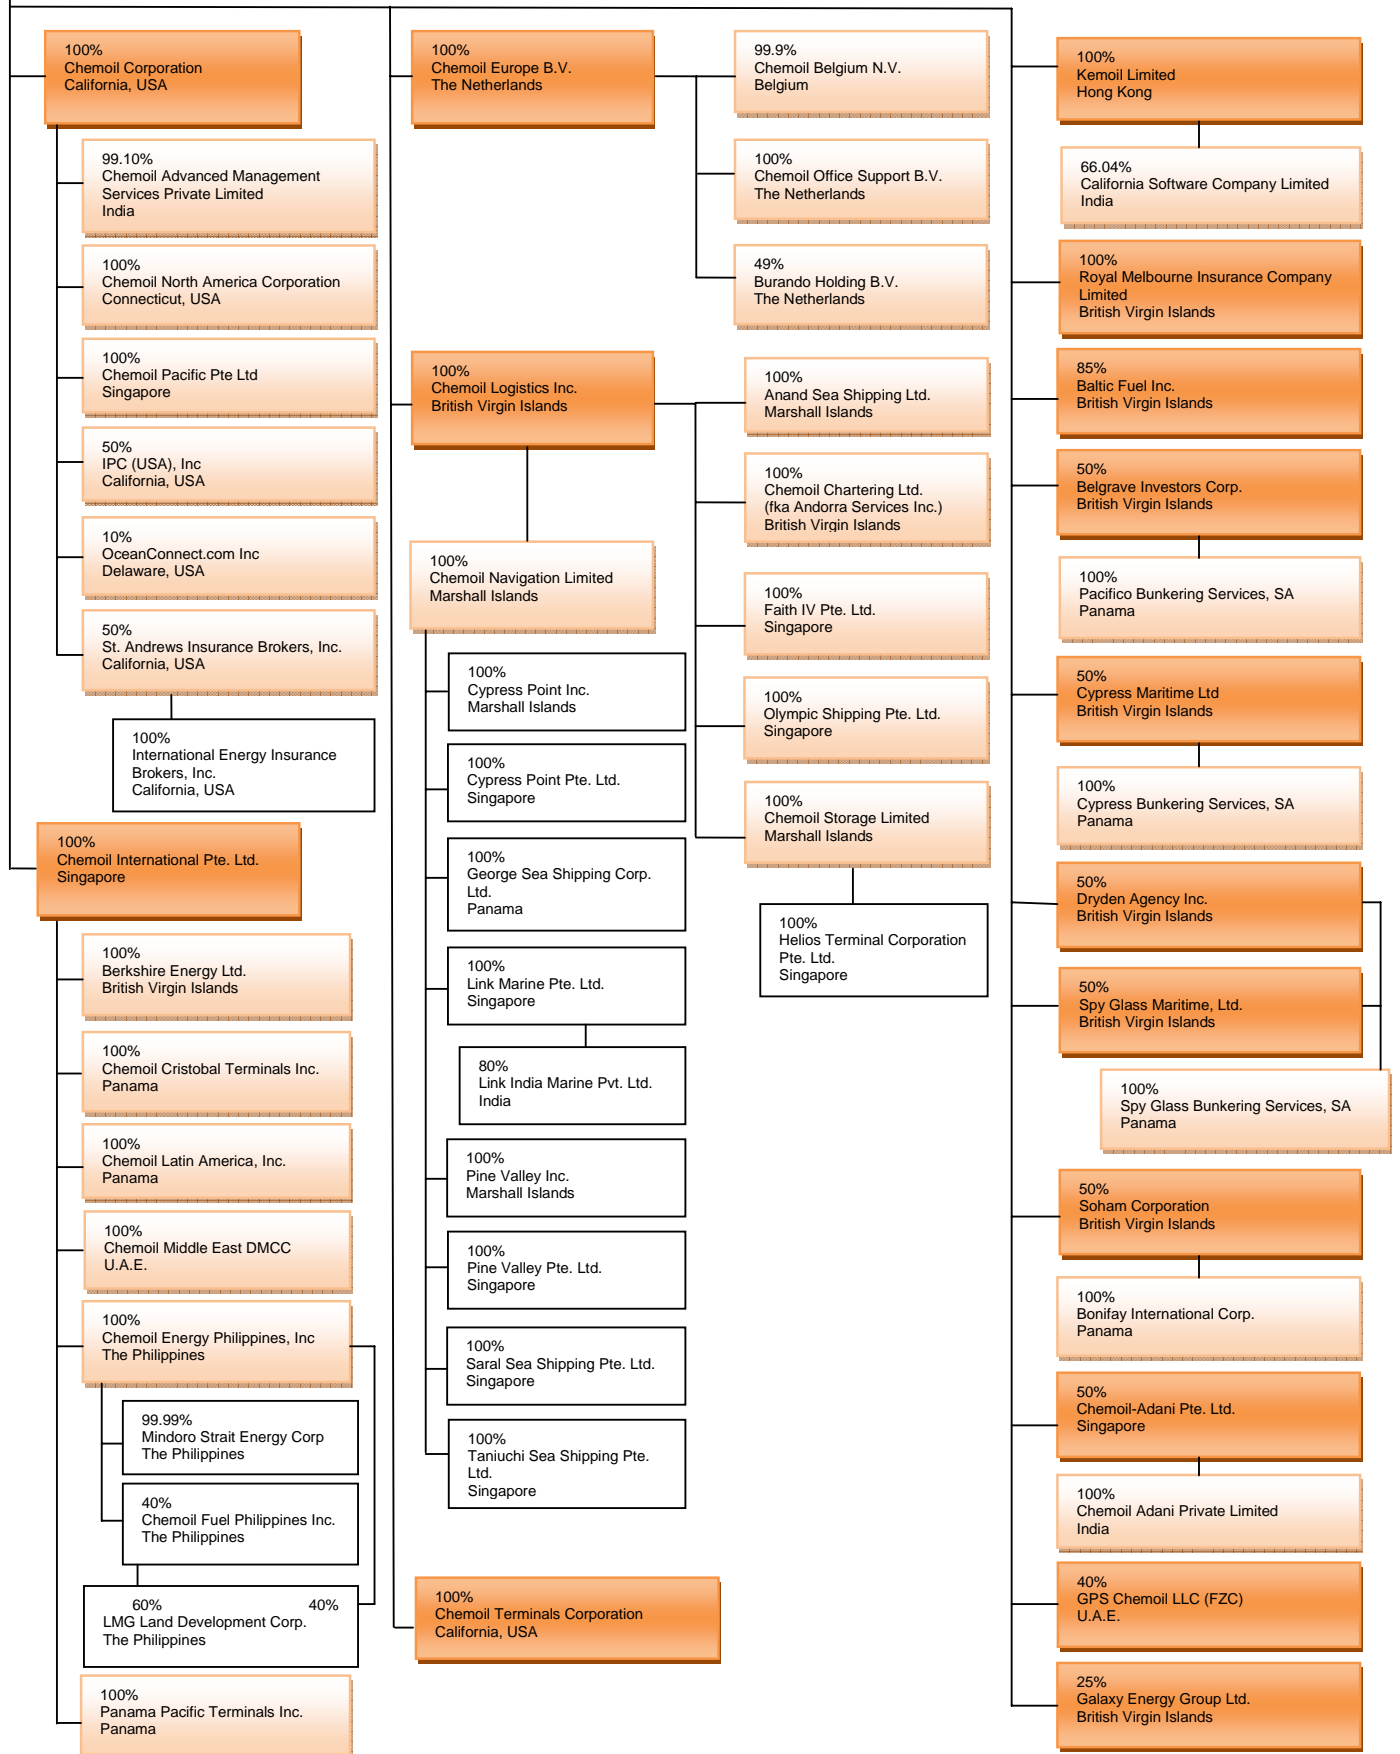 100%
Chemoil Corporation
California, USA
99.10%
Chemoil Advanced Management
Services Private Limited
India
100%
Chemoil North America Corporation
Connecticut, USA
100%
Chemoil Pacific Pte Ltd
Singapore
50%
IPC (USA), Inc
California, USA
10%
OceanConnect.com Inc
Delaware, USA
50%
St. Andrews Insurance Brokers, Inc.
California, USA
100%
International Energy Insurance
Brokers, Inc.
California, USA
100%
Chemoil International Pte. Ltd.
Singapore
100%
Berkshire Energy Ltd.
British Virgin Islands
100%
Chemoil Cristobal Terminals Inc.
Panama
100%
Chemoil Latin America, Inc.
Panama
100%
Chemoil Middle East DMCC
U.A.E.
100%
Chemoil Energy Philippines, Inc
The Philippines
99.99%
Mindoro Strait Energy Corp
The Philippines
40%
Chemoil Fuel Philippines Inc.
The Philippines
60% 40%
LMG Land Development Corp.
The Philippines
100%
Panama Pacific Terminals Inc.
Panama
100%
Chemoil Europe B.V.
The Netherlands
99.9%
Chemoil Belgium N.V.
Belgium
100%
Chemoil Office Support B.V.
The Netherlands
49%
Burando Holding B.V.
The Netherlands
100%
Chemoil Logistics Inc.
British Virgin Islands
100%
Anand Sea Shipping Ltd.
Marshall Islands
100%
Chemoil Chartering Ltd.
(fka Andorra Services Inc.)
British Virgin Islands
100%
Faith IV Pte. Ltd.
Singapore
100%
Olympic Shipping Pte. Ltd.
Singapore
100%
Chemoil Storage Limited
Marshall Islands
100%
Helios Terminal Corporation
Pte. Ltd.
Singapore
100%
Chemoil Navigation Limited
Marshall Islands
100%
Cypress Point Inc.
Marshall Islands
100%
Cypress Point Pte. Ltd.
Singapore
100%
George Sea Shipping Corp.
Ltd.
Panama
100%
Link Marine Pte. Ltd.
Singapore
80%
Link India Marine Pvt. Ltd.
India
100%
Pine Valley Inc.
Marshall Islands
100%
Pine Valley Pte. Ltd.
Singapore
100%
Saral Sea Shipping Pte. Ltd.
Singapore
100%
Taniuchi Sea Shipping Pte.
Ltd.
Singapore
100%
Chemoil Terminals Corporation
California, USA
100%
Kemoil Limited
Hong Kong
66.04%
California Software Company Limited
India
100%
Royal Melbourne Insurance Company
Limited
British Virgin Islands
85%
Baltic Fuel Inc.
British Virgin Islands
50%
Belgrave Investors Corp.
British Virgin Islands
100%
Pacifico Bunkering Services, SA
Panama
50%
Cypress Maritime Ltd
British Virgin Islands
100%
Cypress Bunkering Services, SA
Panama
50%
Dryden Agency Inc.
British Virgin Islands
50%
Spy Glass Maritime, Ltd.
British Virgin Islands
100%
Spy Glass Bunkering Services, SA
Panama
50%
Soham Corporation
British Virgin Islands
100%
Bonifay International Corp.
Panama
50%
Chemoil-Adani Pte. Ltd.
Singapore
100%
Chemoil Adani Private Limited
India
40%
GPS Chemoil LLC (FZC)
U.A.E.
25%
Galaxy Energy Group Ltd.
British Virgin Islands